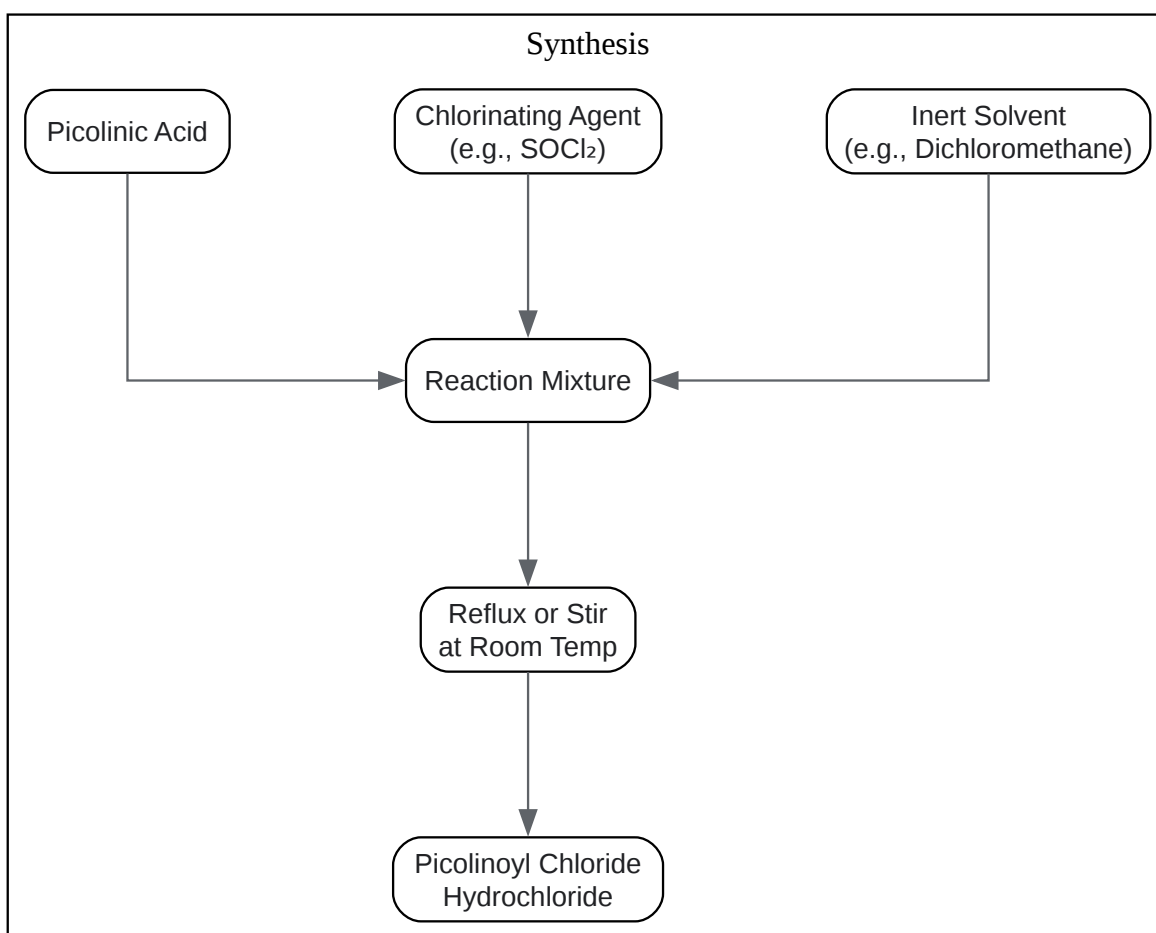 Synthesis
Picolinic Acid
Chlorinating Agent
(e.g., SOCl₂)
Inert Solvent
(e.g., Dichloromethane)
Reaction Mixture
Reflux or Stir
at Room Temp
Picolinoyl Chloride
Hydrochloride